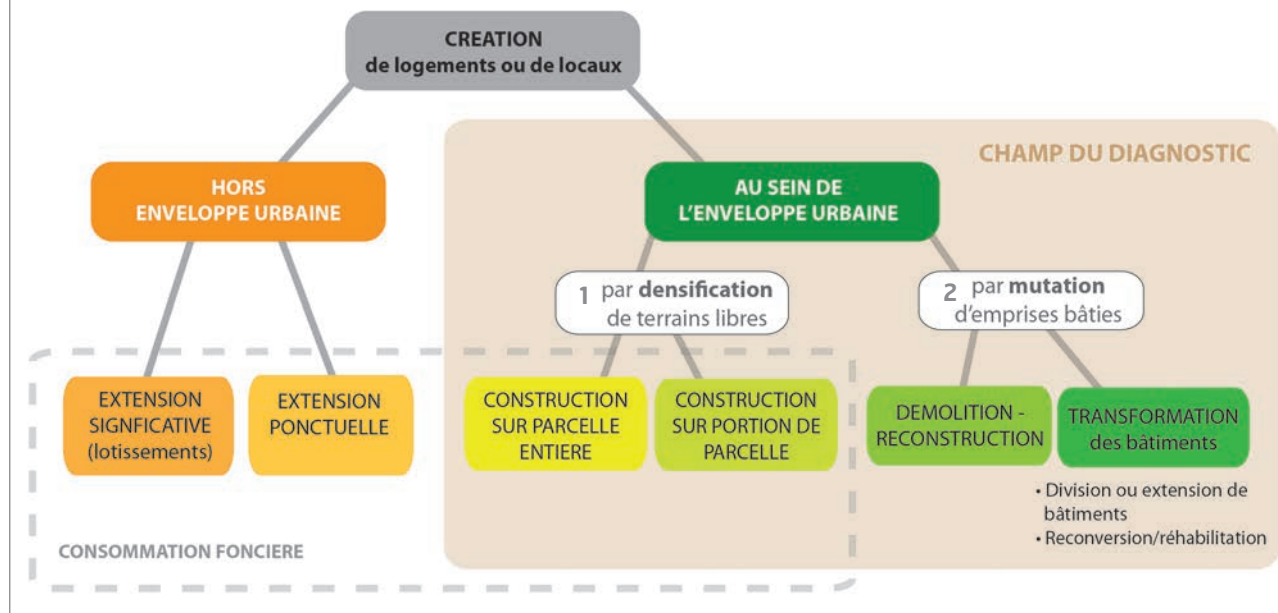 CREATION
de logements ou de locaux
CHAMP DU DIAGNOSTIC
HORS
ENVELOPPE URBAINE
AU SEIN DE
L'ENVELOPPE URBAINE
1 par densification
de terrains libres
2 par mutation
d'emprises bâties
EXTENSION
SIGNFICATIVE
(lotissements)
EXTENSION
PONCTUELLE
CONSTRUCTION
SUR PARCELLE
ENTIERE
CONSTRUCTION
SUR PORTION DE
PARCELLE
DEMOLITION -
RECONSTRUCTION
TRANSFORMATION
des bâtiments
• Division ou extension de
bâtiments
• Reconversion/réhabilitation
CONSOMMATION FONCIERE